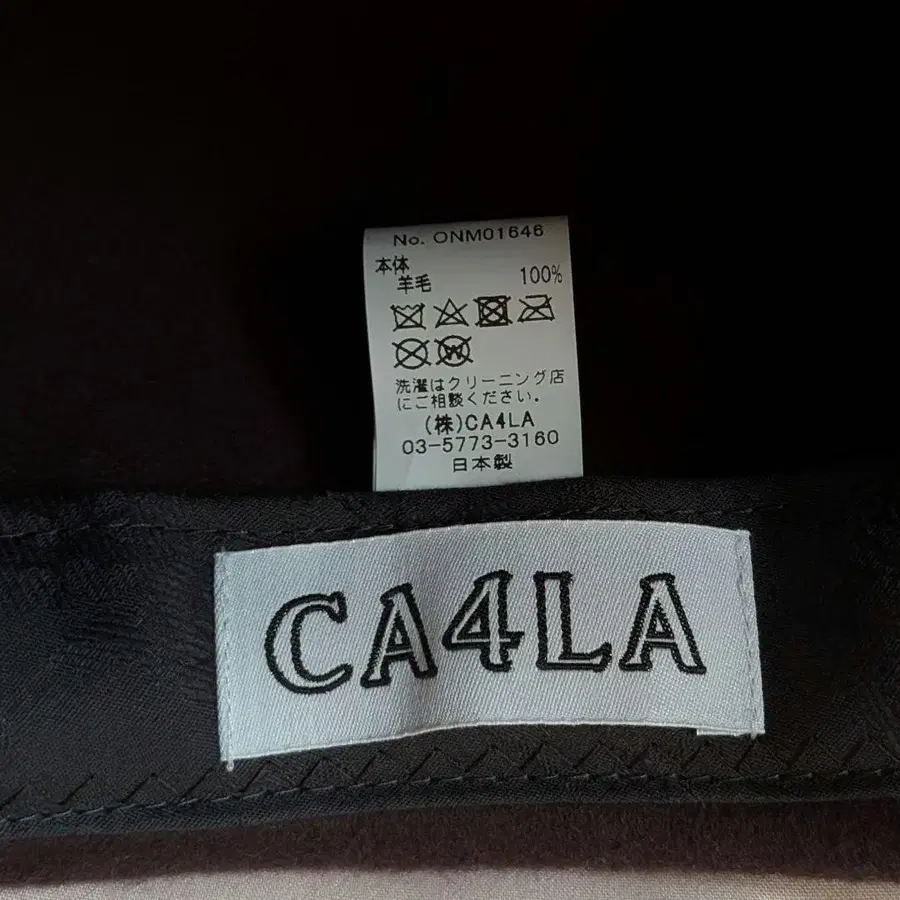 No. ONM01646
本体
羊毛 100%
洗濯はクリーニング店
にご相談ください。
(株)CA4LA
03-5773-3160
日本製
CA4LA